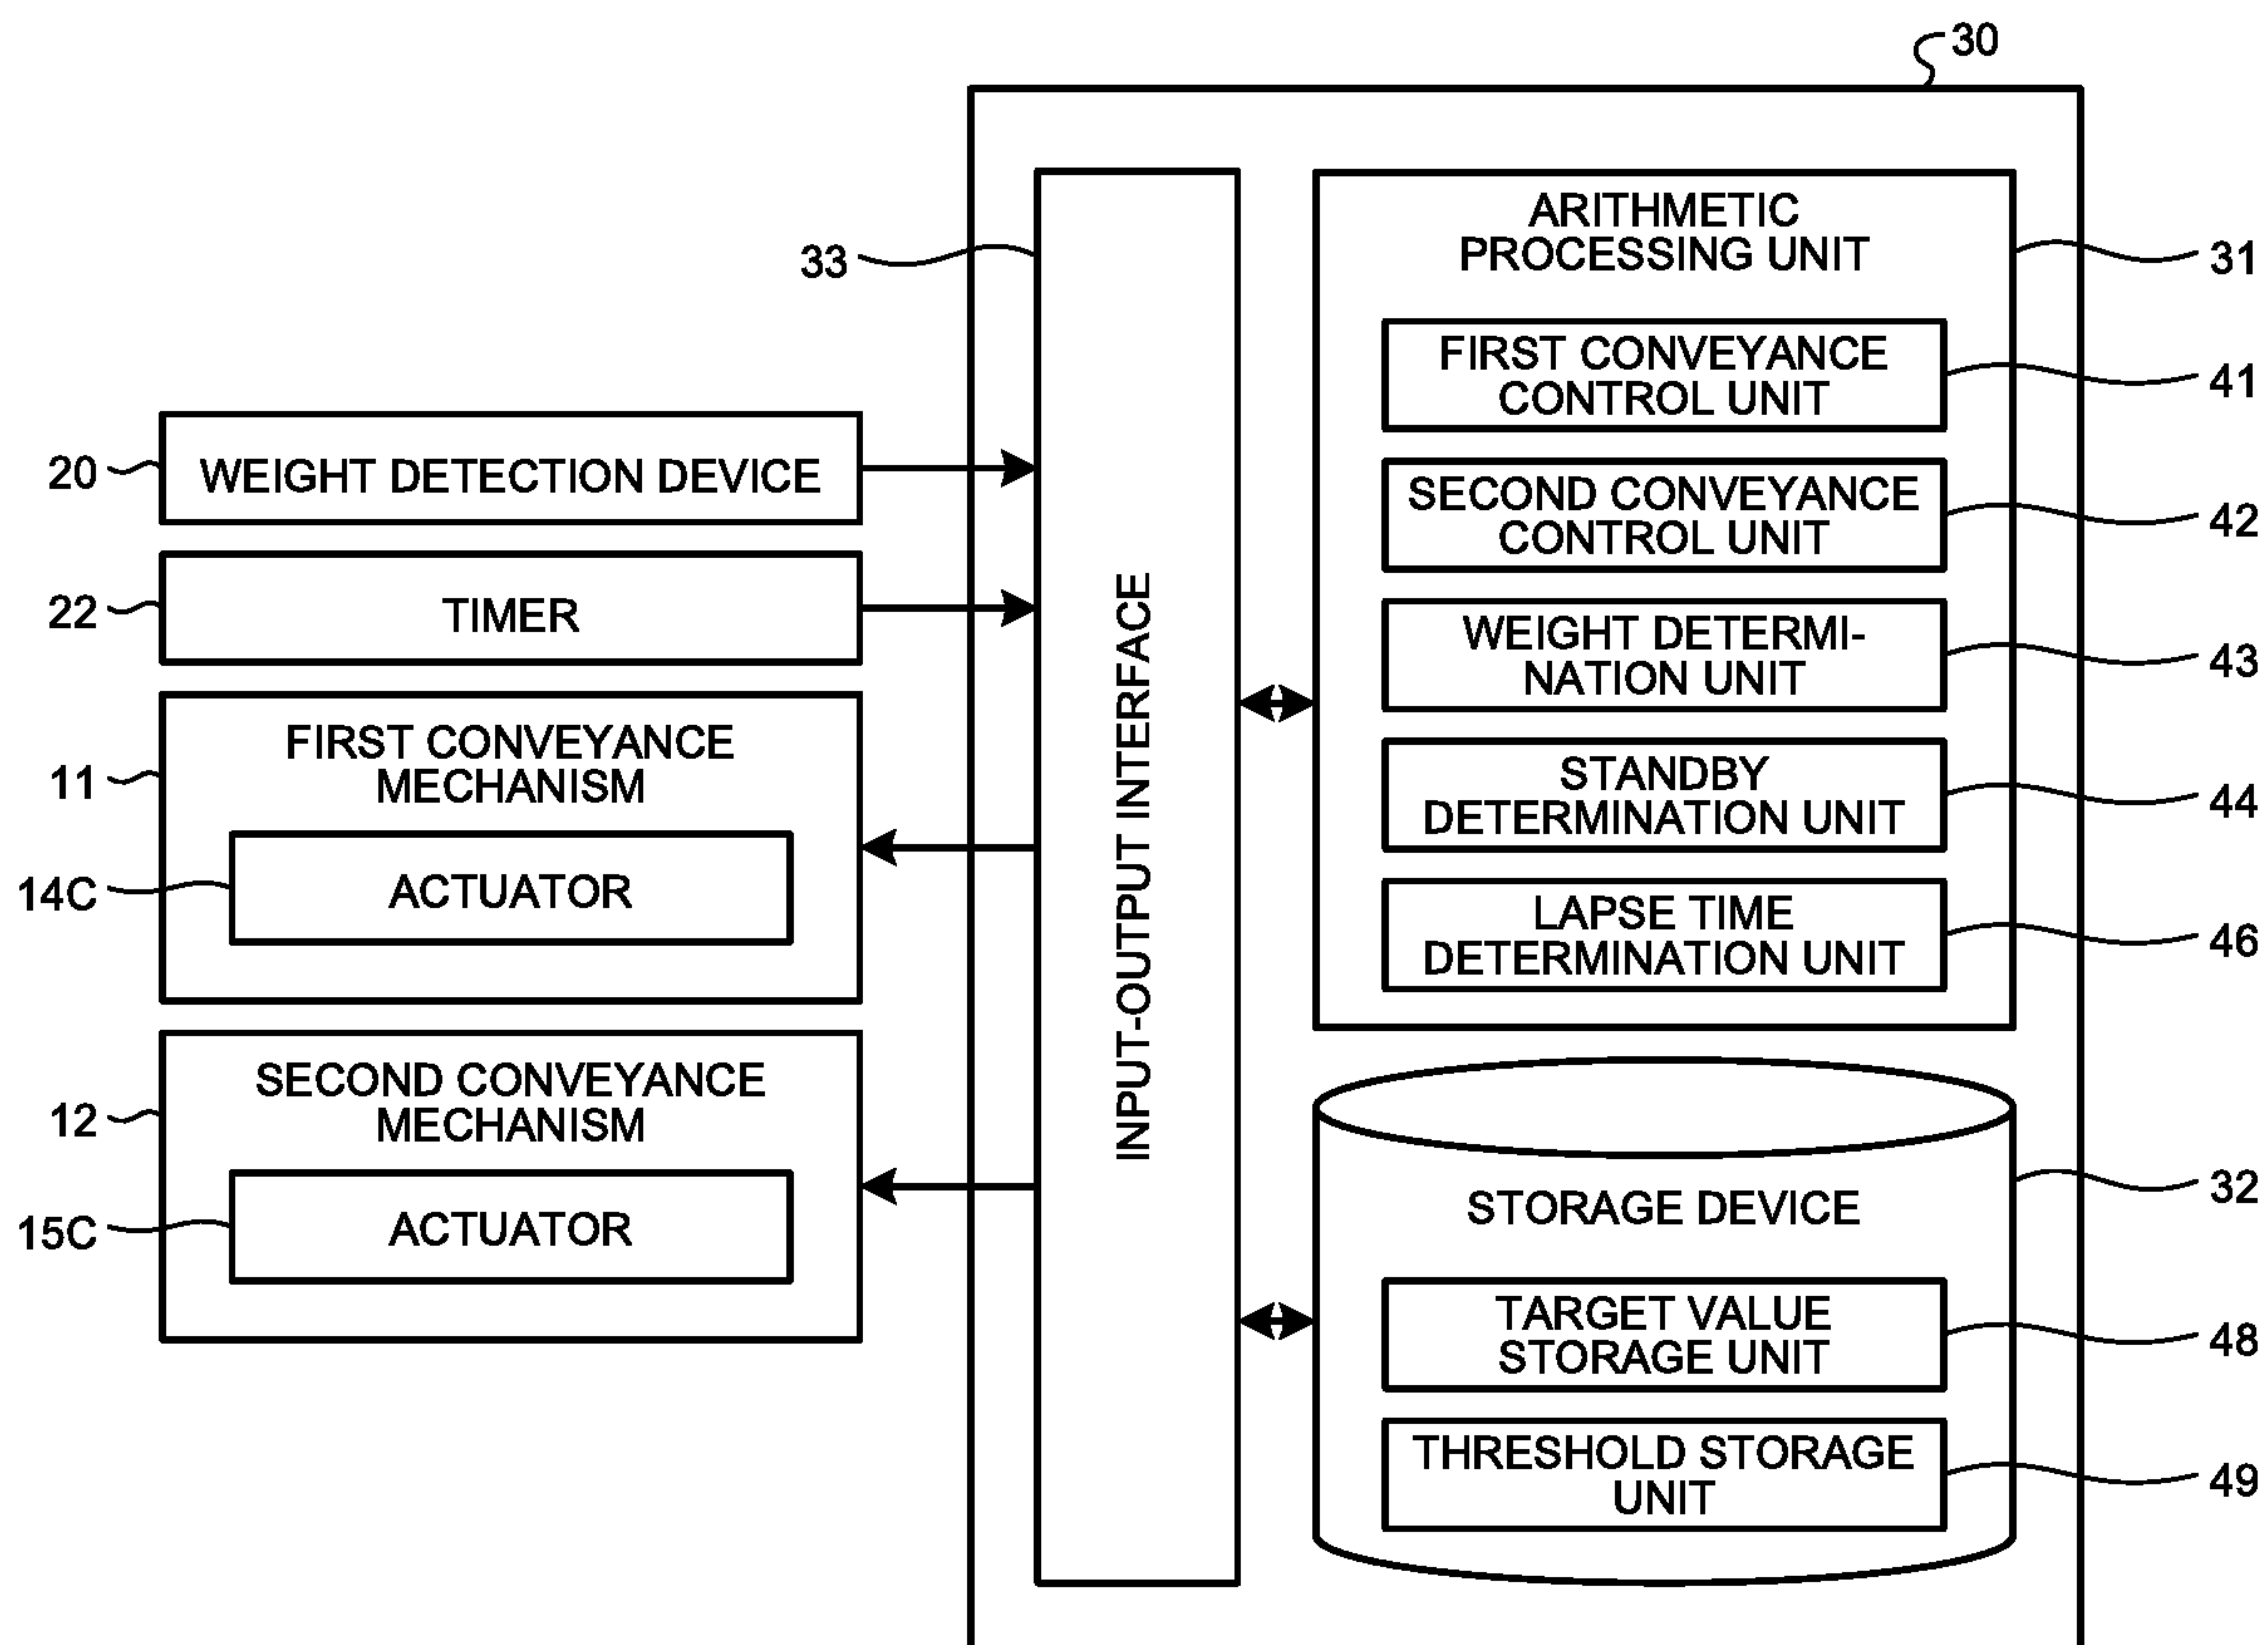 30
33
ARITHMETIC
PROCESSING UNIT
31
FIRST CONVEYANCE
CONTROL UNIT
41
SECOND CONVEYANCE
CONTROL UNIT
42
WEIGHT DETERMI-
NATION UNIT
43
STANDBY
DETERMINATION UNIT
44
LAPSE TIME
DETERMINATION UNIT
46
20
WEIGHT DETECTION DEVICE
22
TIMER
11
FIRST CONVEYANCE
MECHANISM
14C
ACTUATOR
12
SECOND CONVEYANCE
MECHANISM
15C
ACTUATOR
INPUT-OUTPUT INTERFACE
STORAGE DEVICE
32
TARGET VALUE
STORAGE UNIT
48
THRESHOLD STORAGE
UNIT
49